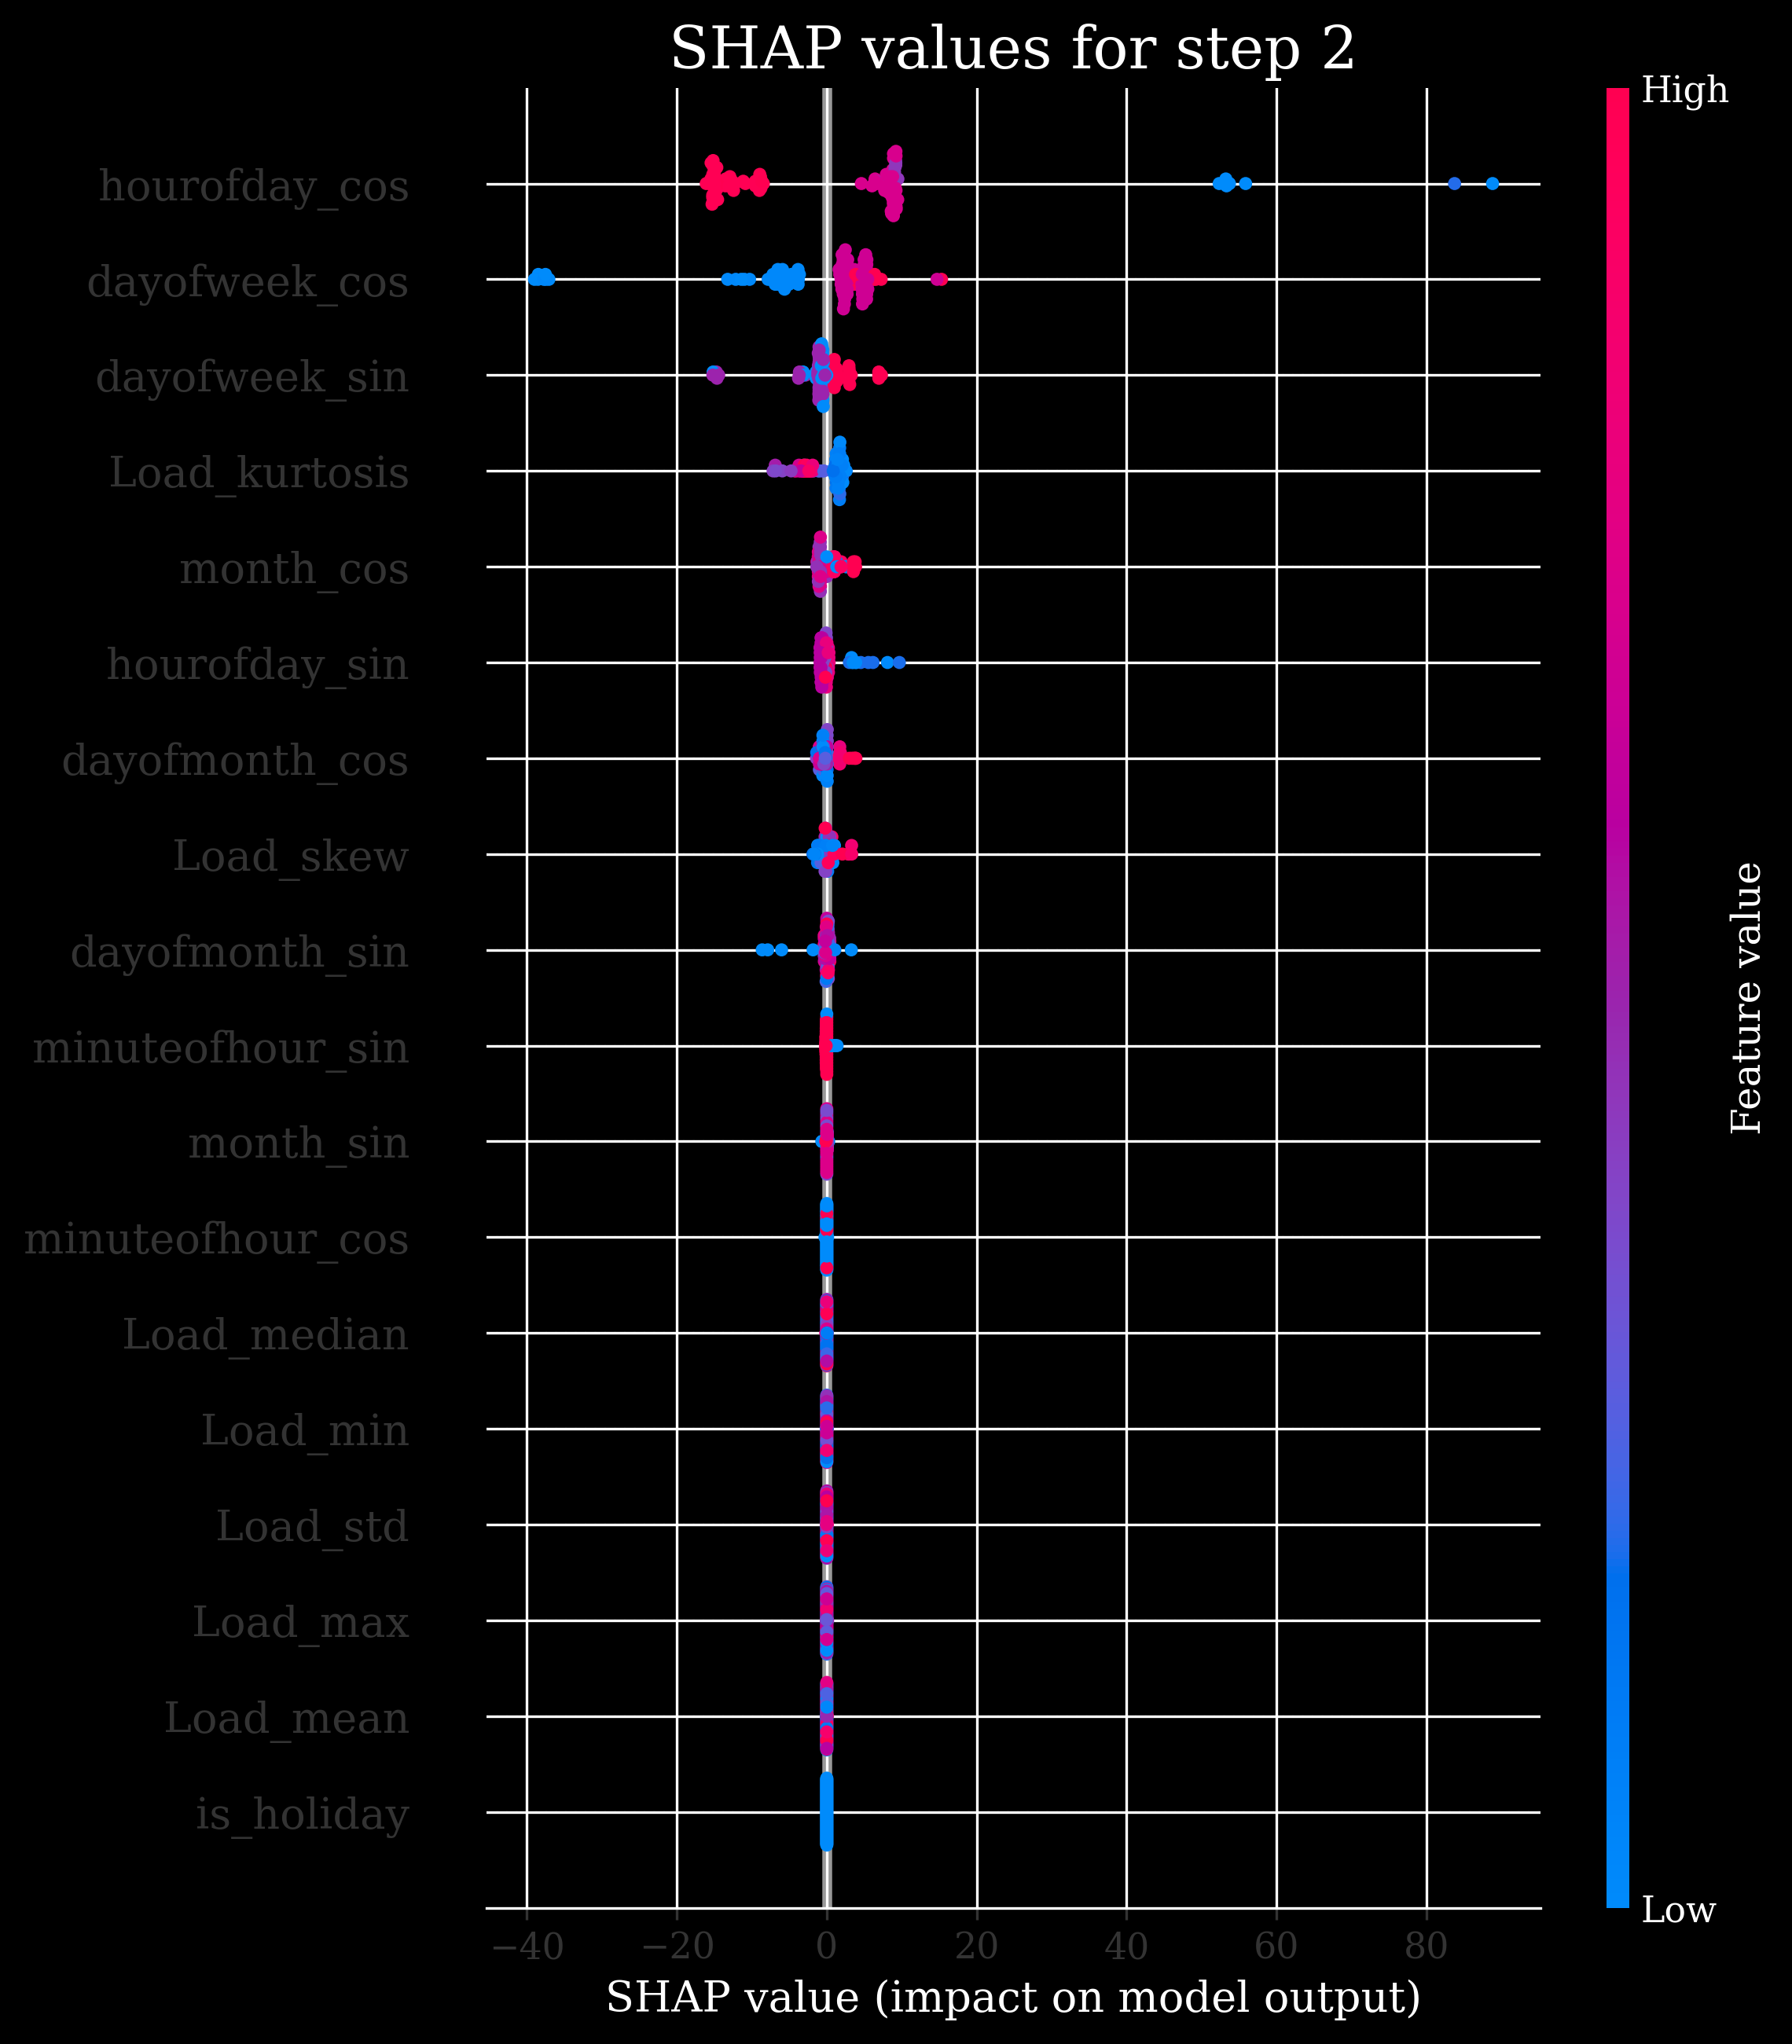 SHAP values for step 2
High
hourofday_cos
dayofweek_cos
dayofweek_sin
Load_kurtosis
month_cos
hourofday_sin
dayofmonth_cos
Load_skew
dayofmonth_sin
minuteofhour_sin
month_sin
minuteofhour_cos
Load_median
Load_min
Load_std
Load_max
Load_mean
is_holiday
Feature value
Low
−40 −20 0 20 40 60 80
SHAP value (impact on model output)